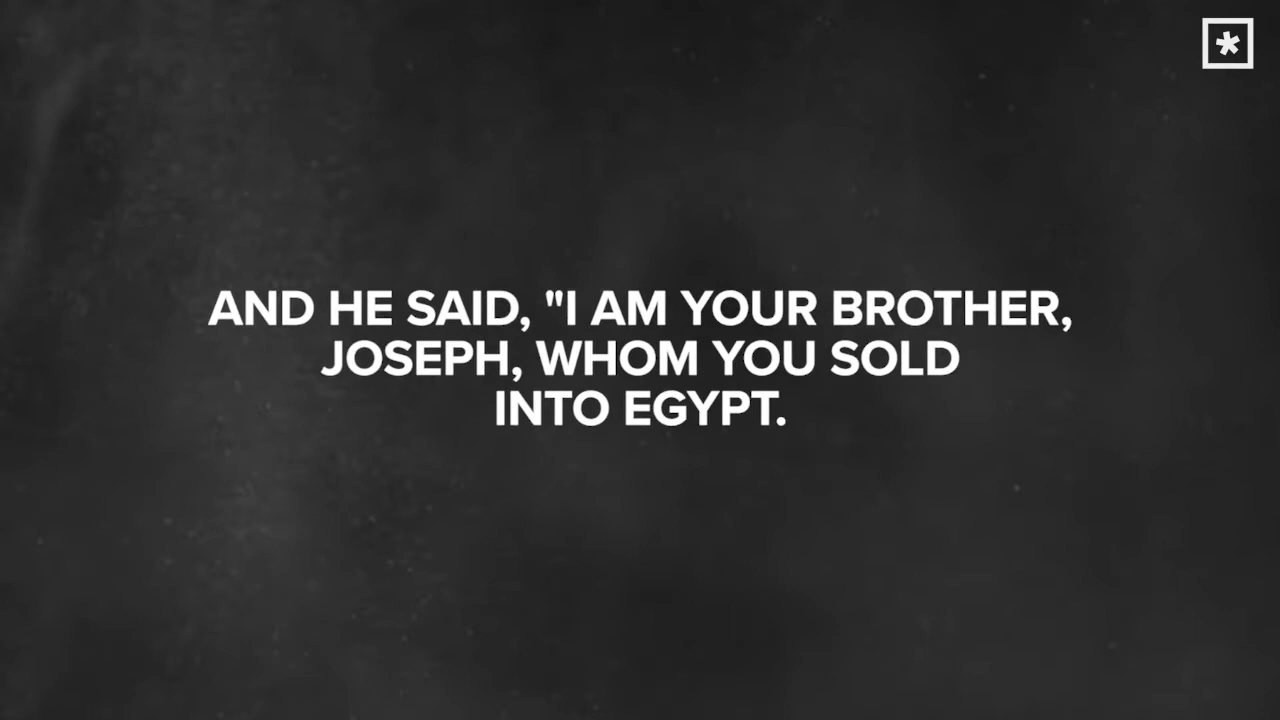 AND HE SAID, "I AM YOUR BROTHER,
JOSEPH, WHOM YOU SOLD
INTO EGYPT.